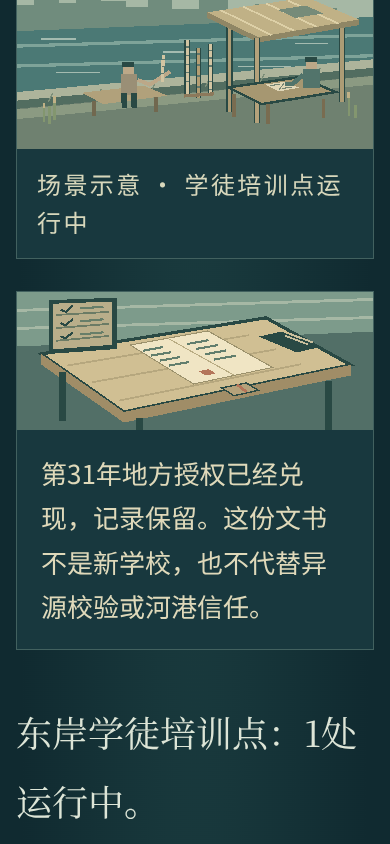 场景示意 · 学徒培训点运
行中
第31年地方授权已经兑
现，记录保留。这份文书
不是新学校，也不代替异
源校验或河港信任。
东岸学徒培训点：1处
运行中。